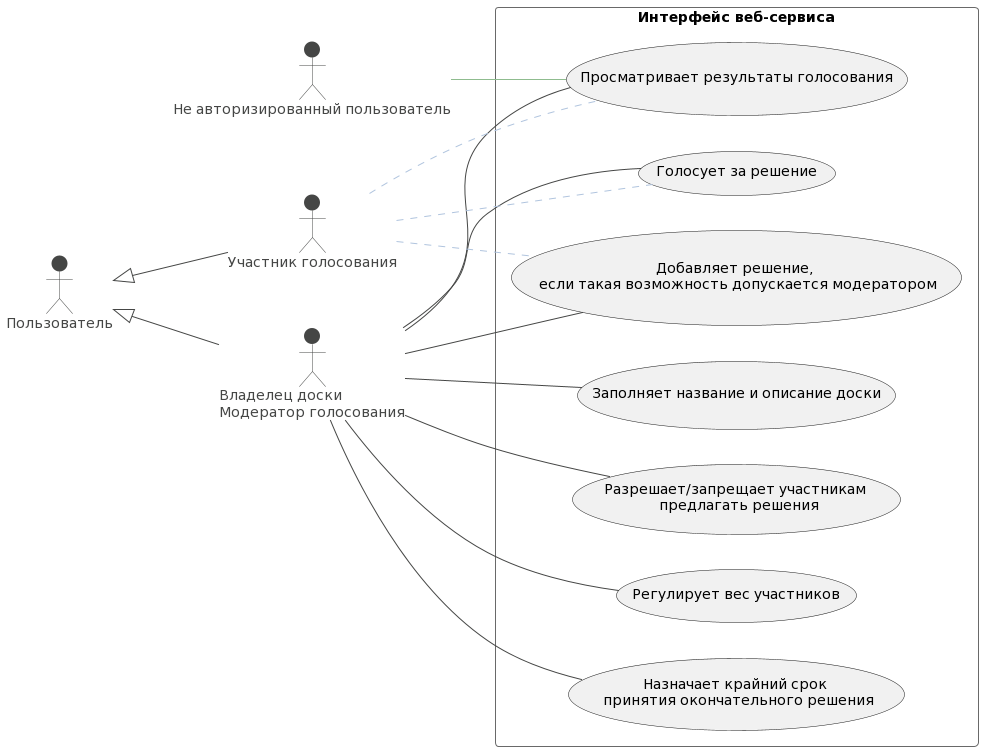 Интерфейс веб-сервиса
Не авторизированный пользователь
Просматривает результаты голосования
Участник голосования
Голосует за решение
Пользователь
Добавляет решение,
если такая возможность допускается модератором
Владелец доски
Модератор голосования
Заполняет название и описание доски
Разрешает/запрещает участникам
предлагать решения
Регулирует вес участников
Назначает крайний срок
принятия окончательного решения